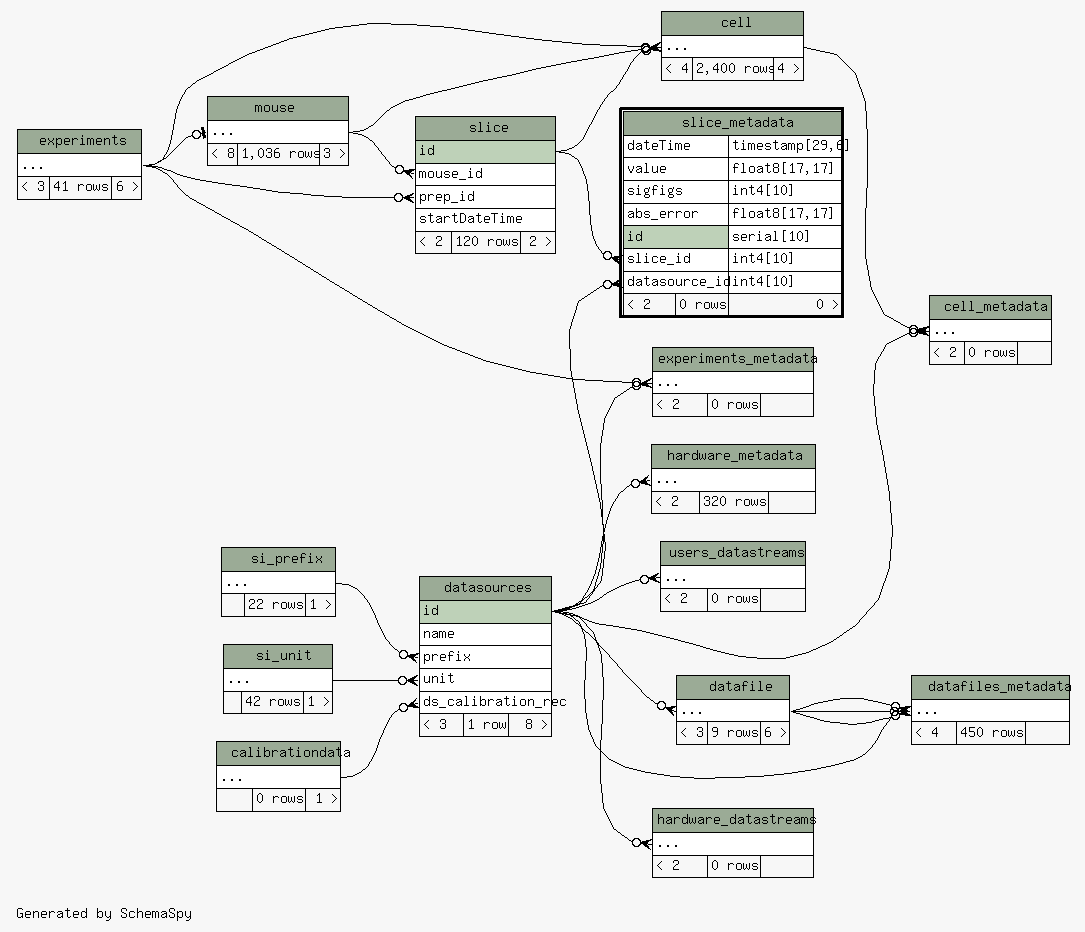 cell
...
< 4 2,400 rows 4 >
mouse
...
< 8 1,036 rows 3 >
experiments
...
< 3 41 rows 6 >
slice
id
mouse_id
prep_id
startDateTime
< 2 120 rows 2 >
slice_metadata
dateTime timestamp[29,6]
value float8[17,17]
sigfigs int4[10]
abs_error float8[17,17]
id serial[10]
slice_id int4[10]
datasource_id int4[10]
< 2 0 rows 0 >
cell_metadata
...
< 2 0 rows
experiments_metadata
...
< 2 0 rows
hardware_metadata
...
< 2 320 rows
users_datastreams
...
< 2 0 rows
si_prefix
...
22 rows 1 >
si_unit
...
42 rows 1 >
calibrationdata
...
0 rows 1 >
datasources
id
name
prefix
unit
ds_calibration_rec
< 3 1 row 8 >
datafile
...
< 3 9 rows 6 >
datafiles_metadata
...
< 4 450 rows
hardware_datastreams
...
< 2 0 rows
Generated by SchemaSpy